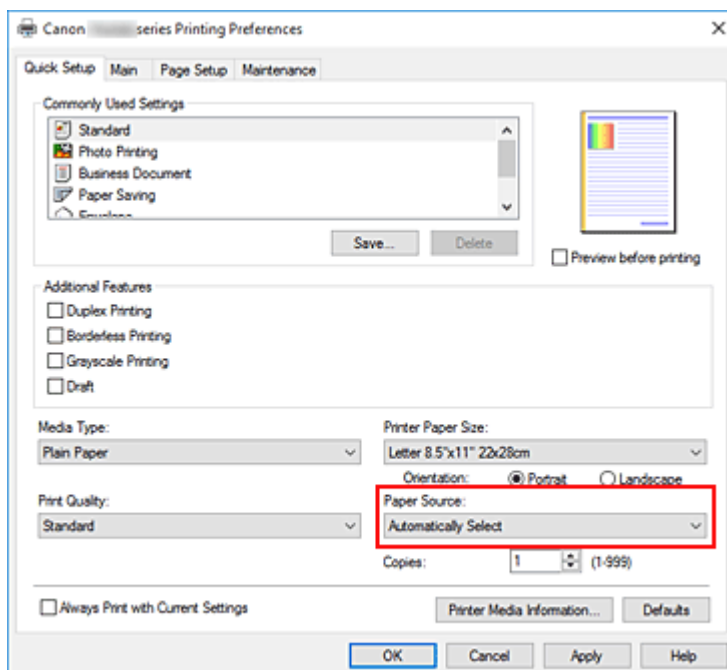 Canon series Printing Preferences
Quick Setup Main Page Setup Maintenance
Commonly Used Settings
Standard
Photo Printing
Business Document
Paper Saving
Envelope
Save... Delete
Preview before printing
Additional Features
Duplex Printing
Borderless Printing
Grayscale Printing
Draft
Media Type: Printer Paper Size:
Plain Paper Letter 8.5"x11" 22x28cm
Orientation: Portrait Landscape
Print Quality: Paper Source:
Standard Automatically Select
Copies: 1 (1-999)
Always Print with Current Settings Printer Media Information... Defaults
OK Cancel Apply Help